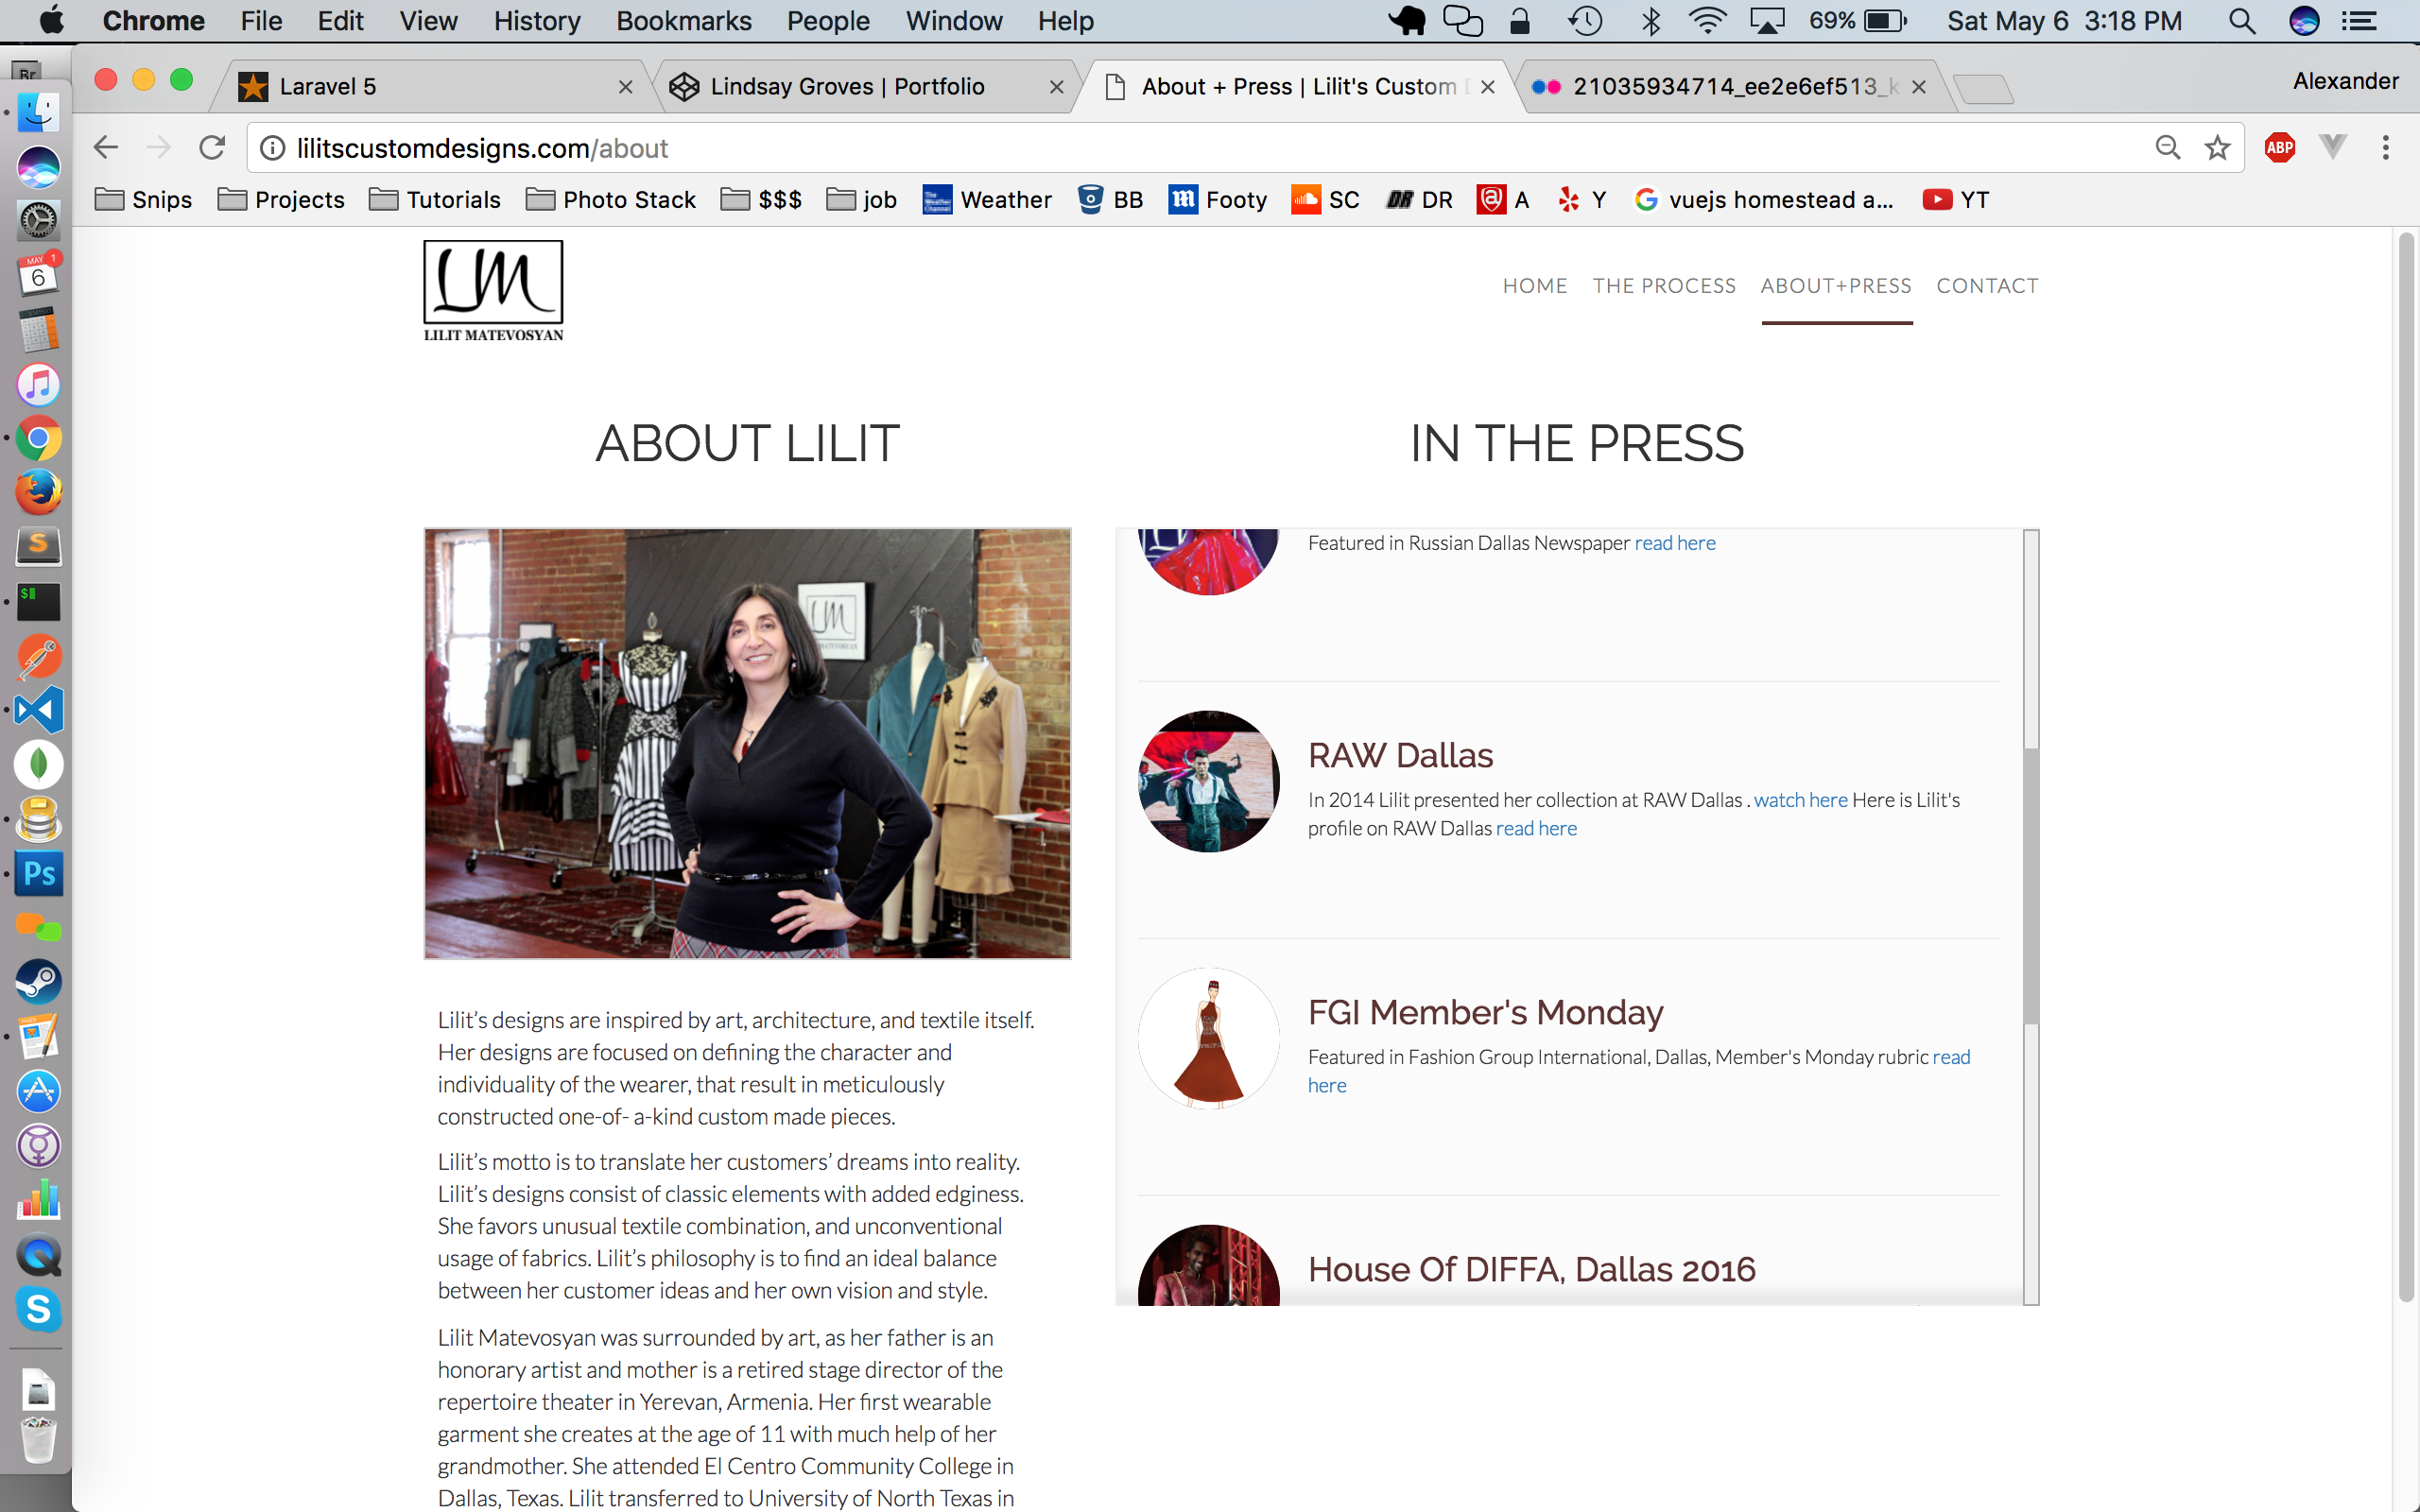 Chrome File Edit View History Bookmarks People Window Help 69% Sat May 6 3:18 PM
Br
Laravel 5 Lindsay Groves | Portfolio About + Press | Lilit's Custom 21035934714_ee2e6ef513_k Alexander
lilitscustomdesigns.com/about
ABP
Snips Projects Tutorials Photo Stack $$$ job Weather BB Footy SC DR A Y vuejs homestead a... YT
MAY 1
6
LM
LILIT MATEVOSYAN
HOME THE PROCESS ABOUT+PRESS CONTACT
ABOUT LILIT
LM
Lilit’s designs are inspired by art, architecture, and textile itself.
Her designs are focused on defining the character and
individuality of the wearer, that result in meticulously
constructed one-of- a-kind custom made pieces.
Lilit’s motto is to translate her customers’ dreams into reality.
Lilit’s designs consist of classic elements with added edginess.
She favors unusual textile combination, and unconventional
usage of fabrics. Lilit’s philosophy is to find an ideal balance
between her customer ideas and her own vision and style.
Lilit Matevosyan was surrounded by art, as her father is an
honorary artist and mother is a retired stage director of the
repertoire theater in Yerevan, Armenia. Her first wearable
garment she creates at the age of 11 with much help of her
grandmother. She attended El Centro Community College in
Dallas, Texas. Lilit transferred to University of North Texas in
IN THE PRESS
Featured in Russian Dallas Newspaper read here
RAW Dallas
In 2014 Lilit presented her collection at RAW Dallas . watch here Here is Lilit's
profile on RAW Dallas read here
FGI Member's Monday
Featured in Fashion Group International, Dallas, Member's Monday rubric read
here
House Of DIFFA, Dallas 2016
S
$
Ps
S